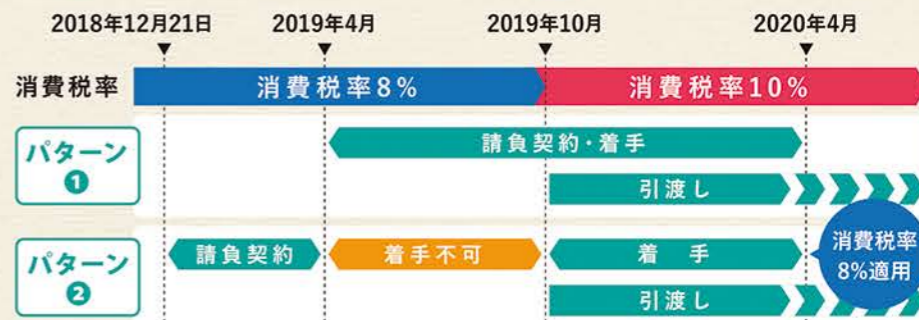 2018年12月21日 2019年4月 2019年10月 2020年4月
消費税率 消費税率8% 消費税率10%
パターン
❶
請負契約・着手
引渡し
パターン
❷
請負契約 着手不可 着 手
引渡し
消費税率
8%適用